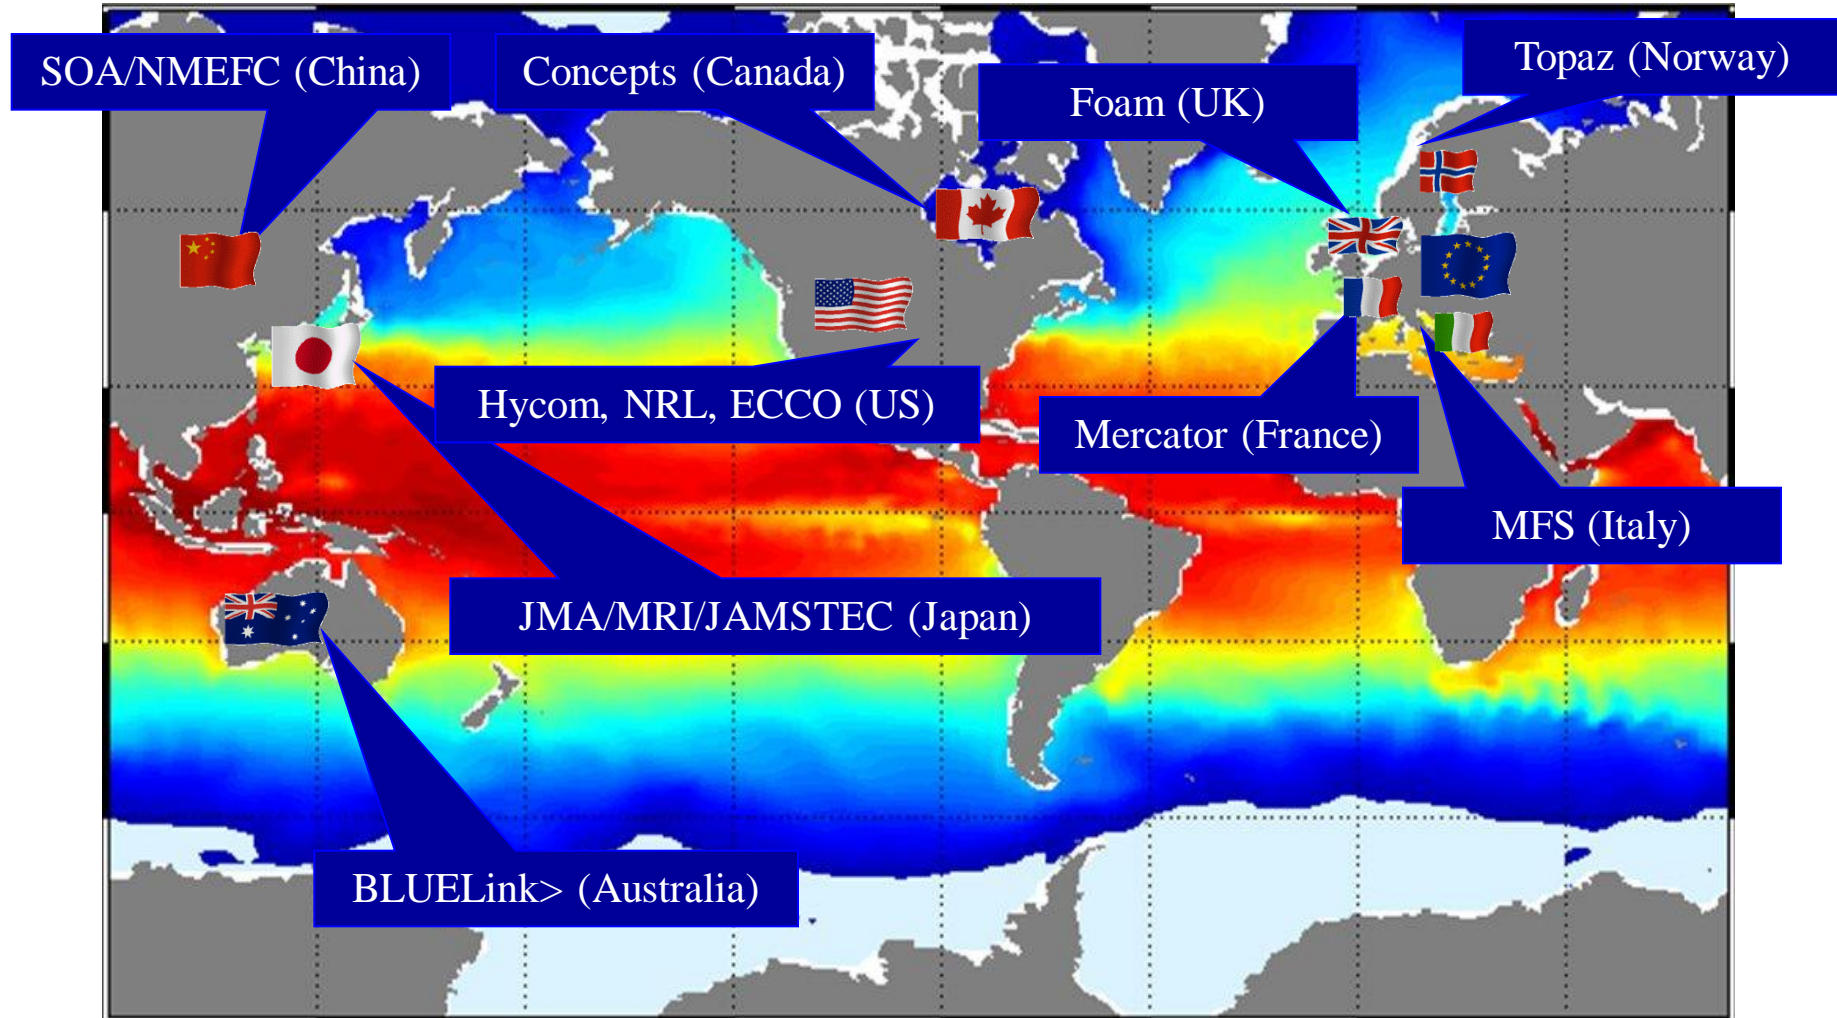 SOA/NMEFC (China)
Concepts (Canada)
Foam (UK)
Topaz (Norway)
Hycom, NRL, ECCO (US)
Mercator (France)
MFS (Italy)
JMA/MRI/JAMSTEC (Japan)
BLUELink> (Australia)